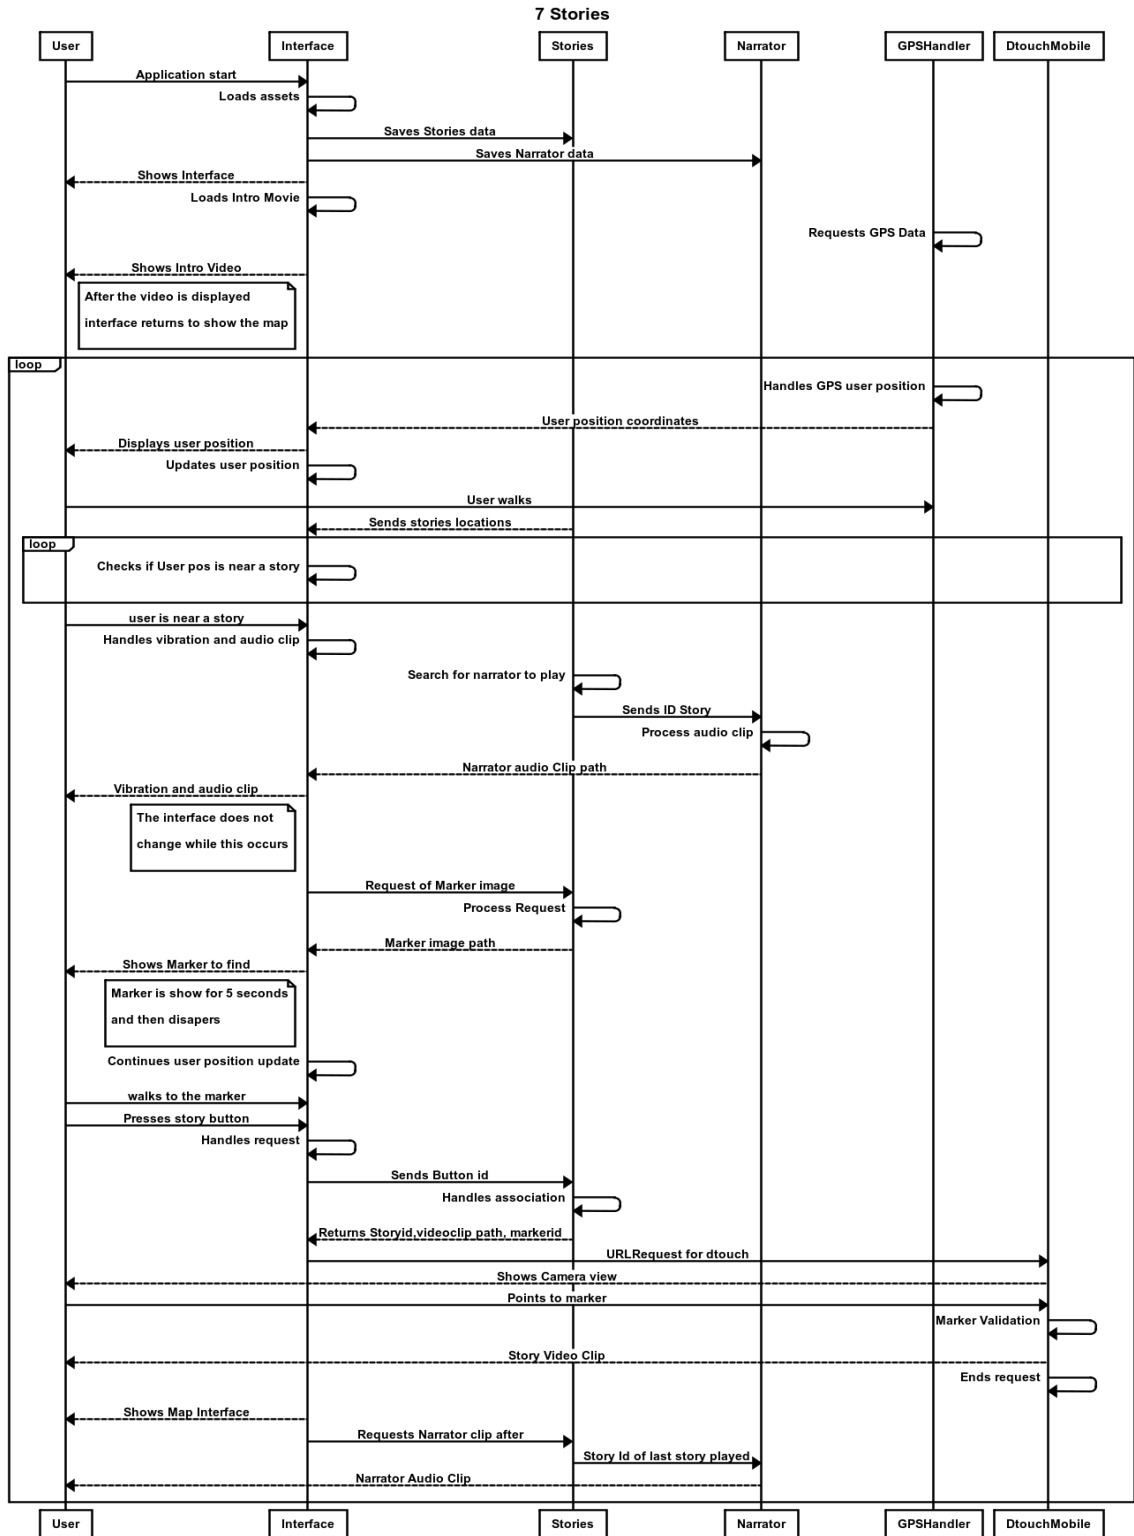 7 Stories
User
Interface
Stories
Narrator
GPSHandler
DtouchMobile
Application start
Loads assets
Saves Stories data
Saves Narrator data
Shows Interface
Loads Intro Movie
Requests GPS Data
Shows Intro Video
After the video is displayed
interface returns to show the map
loop
Handles GPS user position
User position coordinates
Displays user position
Updates user position
User walks
Sends stories locations
loop
Checks if User pos is near a story
user is near a story
Handles vibration and audio clip
Search for narrator to play
Sends ID Story
Process audio clip
Narrator audio Clip path
Vibration and audio clip
The interface does not
change while this occurs
Request of Marker image
Process Request
Marker image path
Shows Marker to find
Marker is show for 5 seconds
and then disapers
Continues user position update
walks to the marker
Presses story button
Handles request
Sends Button id
Handles association
Returns Storyid,videoclip path, markerid
URLRequest for dtouch
Shows Camera view
Points to marker
Marker Validation
Story Video Clip
Ends request
Shows Map Interface
Requests Narrator clip after
Story Id of last story played
Narrator Audio Clip
User
Interface
Stories
Narrator
GPSHandler
DtouchMobile